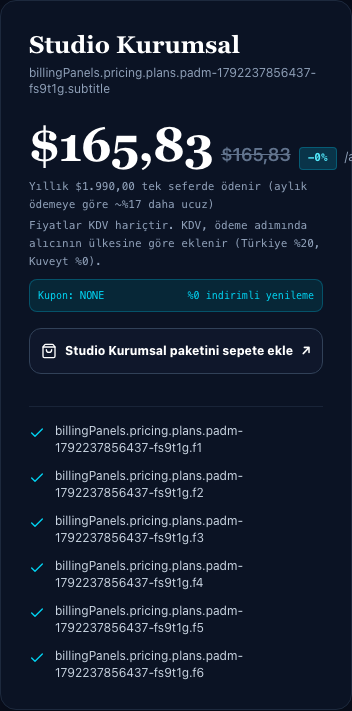 Studio Kurumsal
billingPanels.pricing.plans.padm-
1792237856437-
fs9t1g.subtitle
$165,83 $165,83 −0% /a
Yıllık $1.990,00 tek seferde ödenir (aylık
ödemeye göre ~%17 daha ucuz)
Fiyatlar KDV hariçtir. KDV, ödeme adımında
alıcının ülkesine göre eklenir (Türkiye %20,
Kuveyt %0).
Kupon: NONE %0 indirimli yenileme
Studio Kurumsal paketini sepete ekle ↗
billingPanels.pricing.plans.padm-
1792237856437-fs9t1g.f1
billingPanels.pricing.plans.padm-
1792237856437-fs9t1g.f2
billingPanels.pricing.plans.padm-
1792237856437-fs9t1g.f3
billingPanels.pricing.plans.padm-
1792237856437-fs9t1g.f4
billingPanels.pricing.plans.padm-
1792237856437-fs9t1g.f5
billingPanels.pricing.plans.padm-
1792237856437-fs9t1g.f6